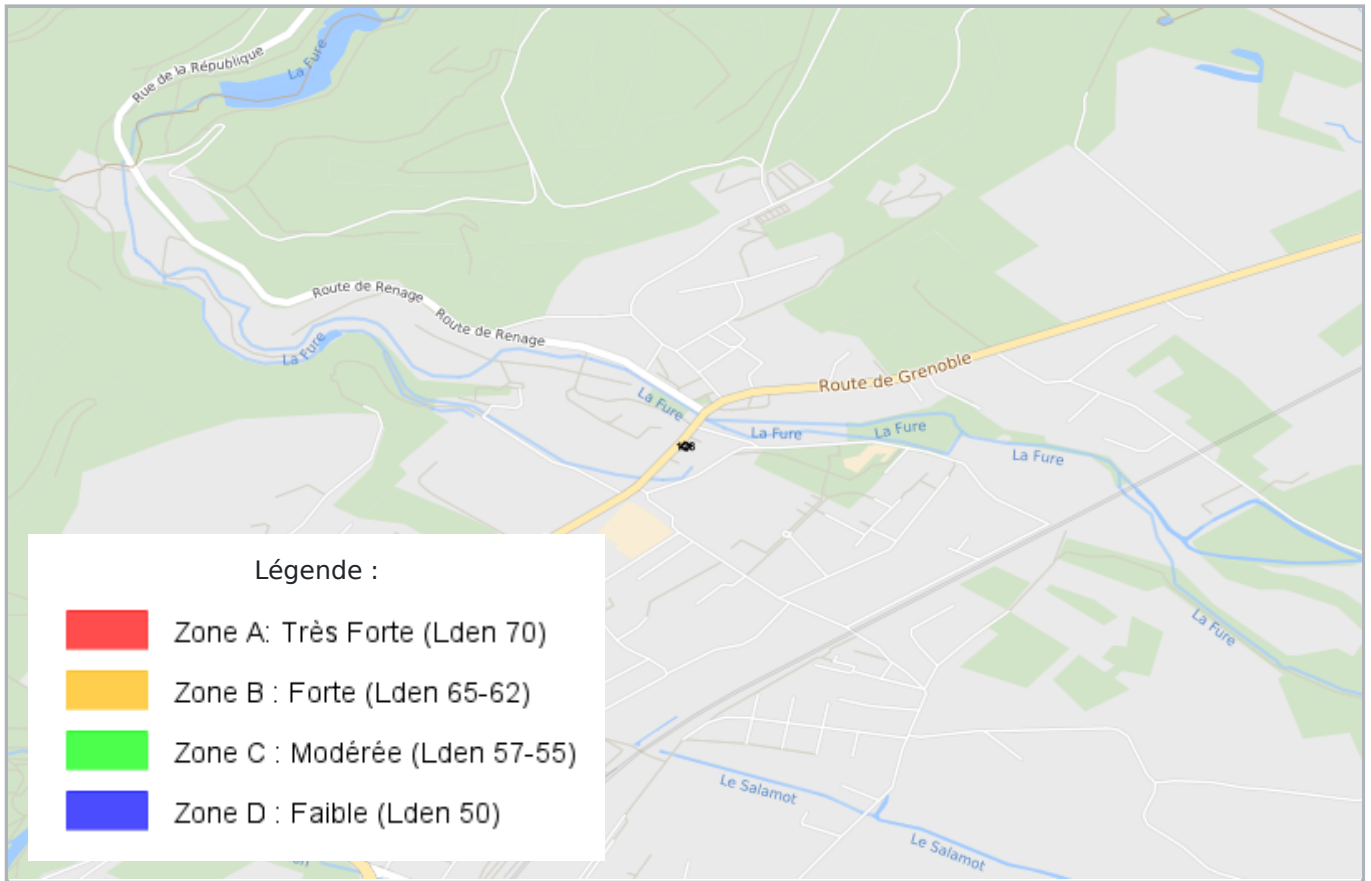 Rue de la République
La Fure
Route de Renage
Route de Renage
La Fure
La Fure
Route de Grenoble
La Fure
La Fure
La Fure
La Fure
Légende :
Zone A: Très Forte (Lden 70)
Zone B : Forte (Lden 65-62)
Zone C : Modérée (Lden 57-55)
Zone D : Faible (Lden 50)
Le Salamot
Le Salamot